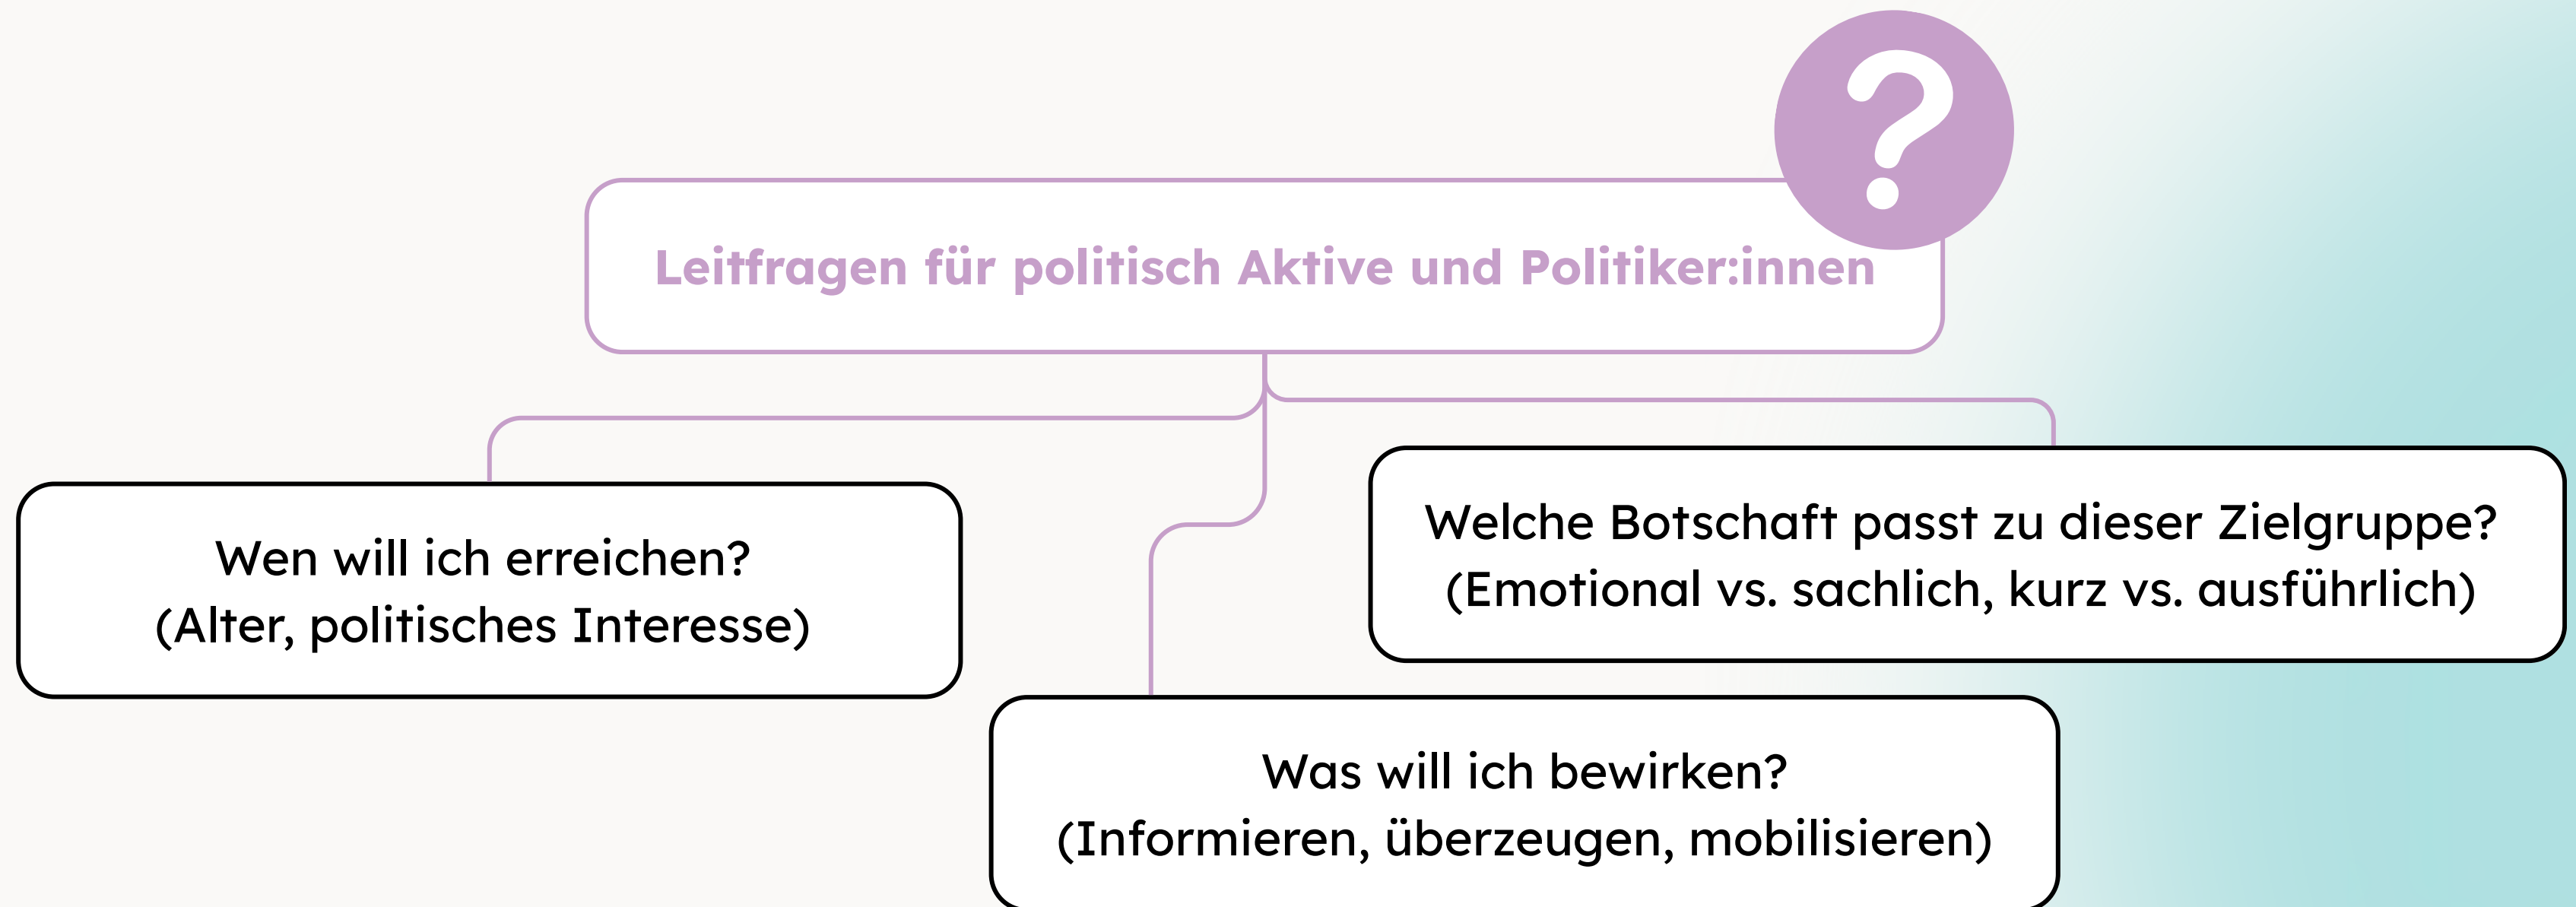 ?
Leitfragen für politisch Aktive und Politiker:innen
Wen will ich erreichen?
(Alter, politisches Interesse)
Was will ich bewirken?
(Informieren, überzeugen, mobilisieren)
Welche Botschaft passt zu dieser Zielgruppe?
(Emotional vs. sachlich, kurz vs. ausführlich)